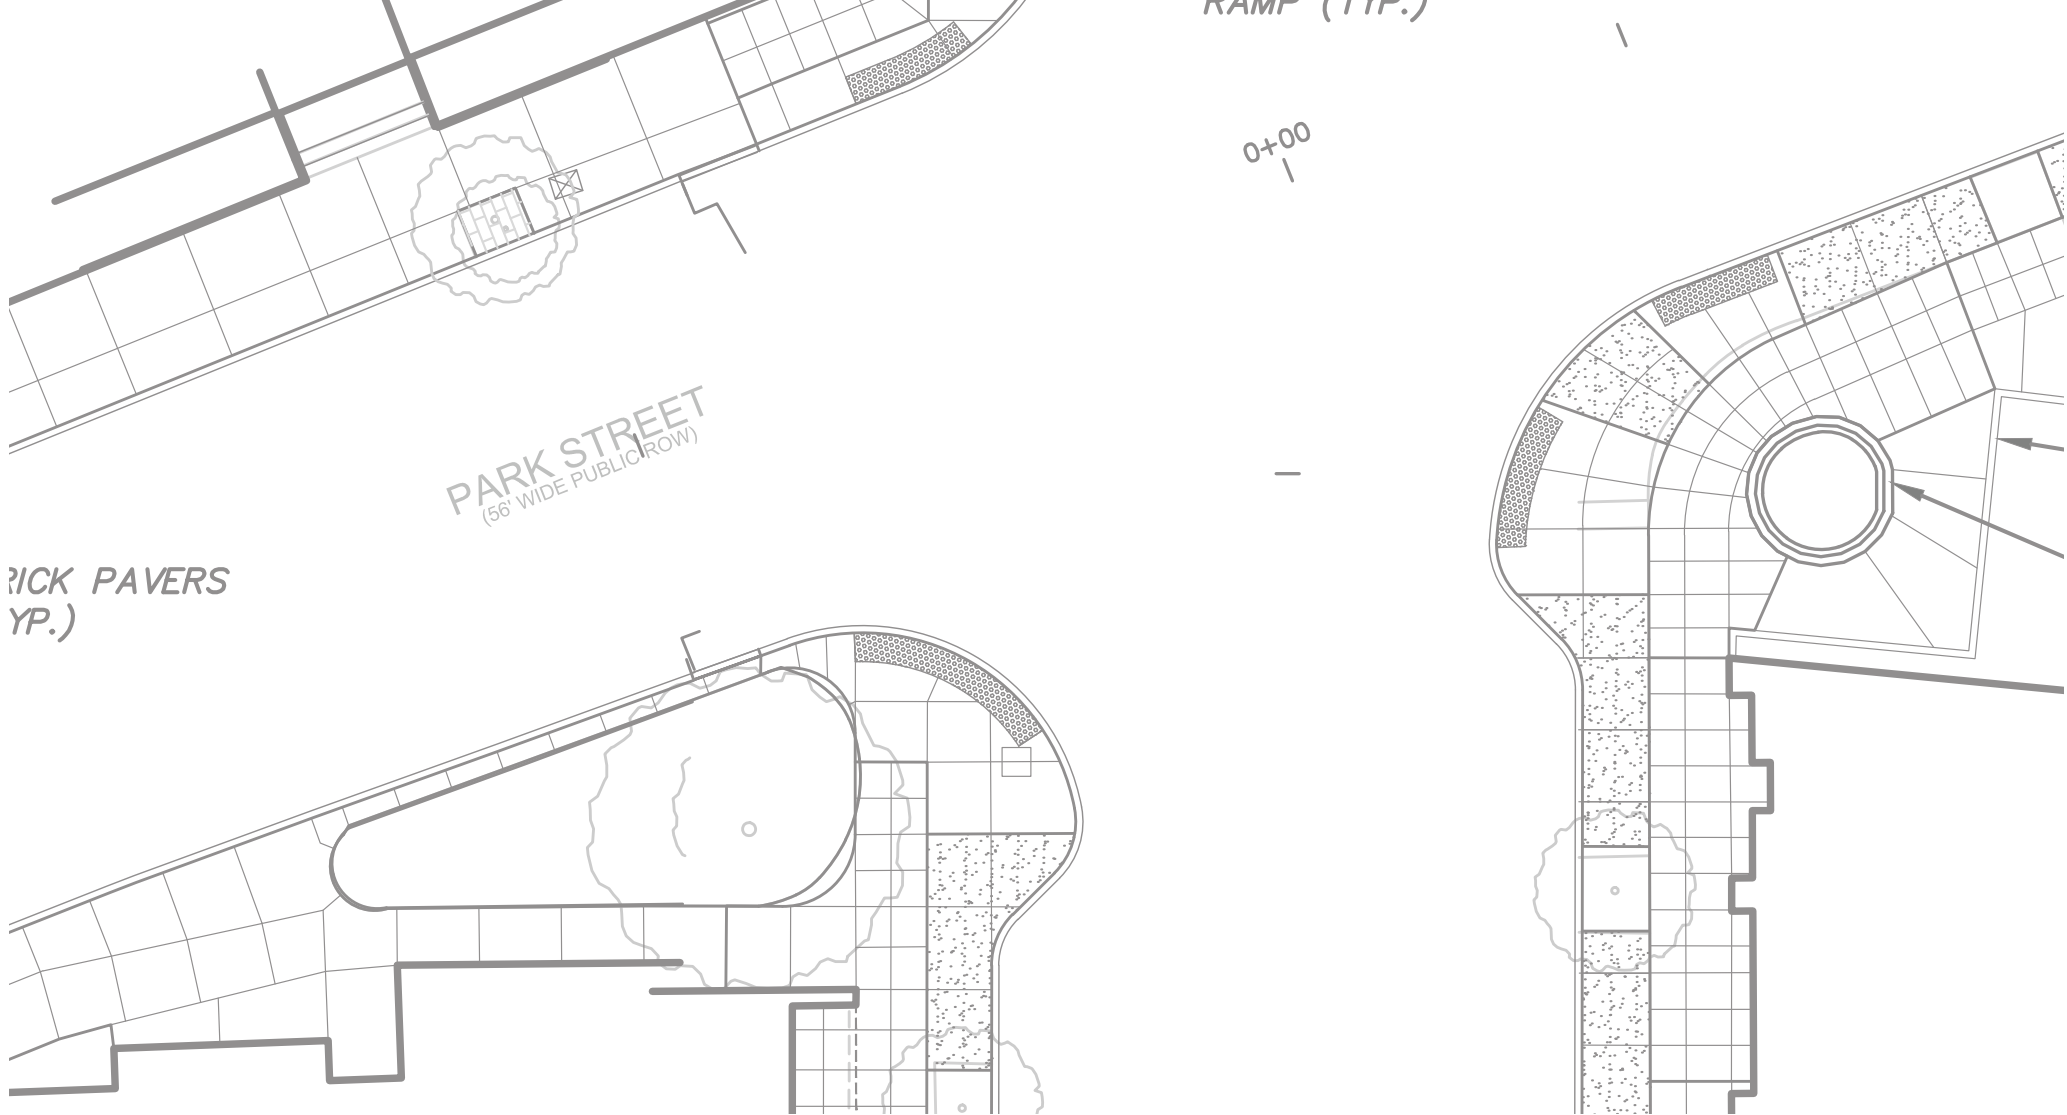 RAMP (TYP.)
0+00
PARK STREET
(56' WIDE PUBLIC ROW)
RICK PAVERS
YP.)